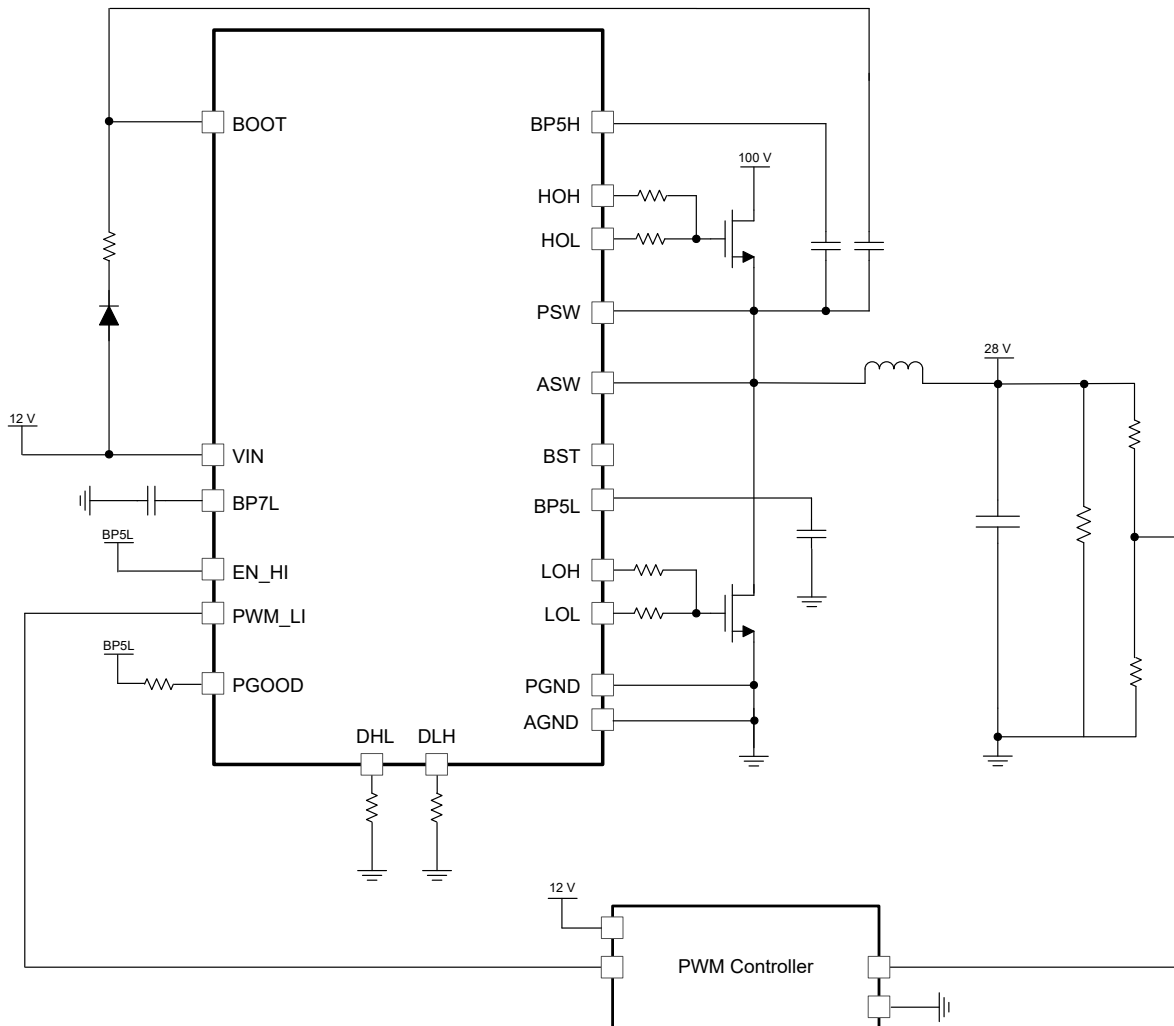 BOOT
BP5H
100 V
HOH
HOL
PSW
28 V
ASW
12 V
VIN
BST
BP7L
BP5L
BP5L
EN_HI
LOH
PWM_LI
LOL
BP5L
PGOOD
PGND
AGND
DHL
DLH
12 V
PWM Controller